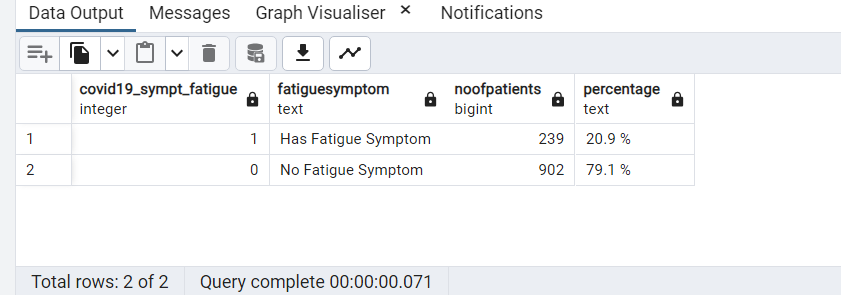 Data Output Messages Graph Visualiser × Notifications
covid19_sympt_fatigue fatiguesymptom noofpatients percentage
integer text bigint text
1 1 Has Fatigue Symptom 239 20.9 %
2 0 No Fatigue Symptom 902 79.1 %
Total rows: 2 of 2 Query complete 00:00:00.071